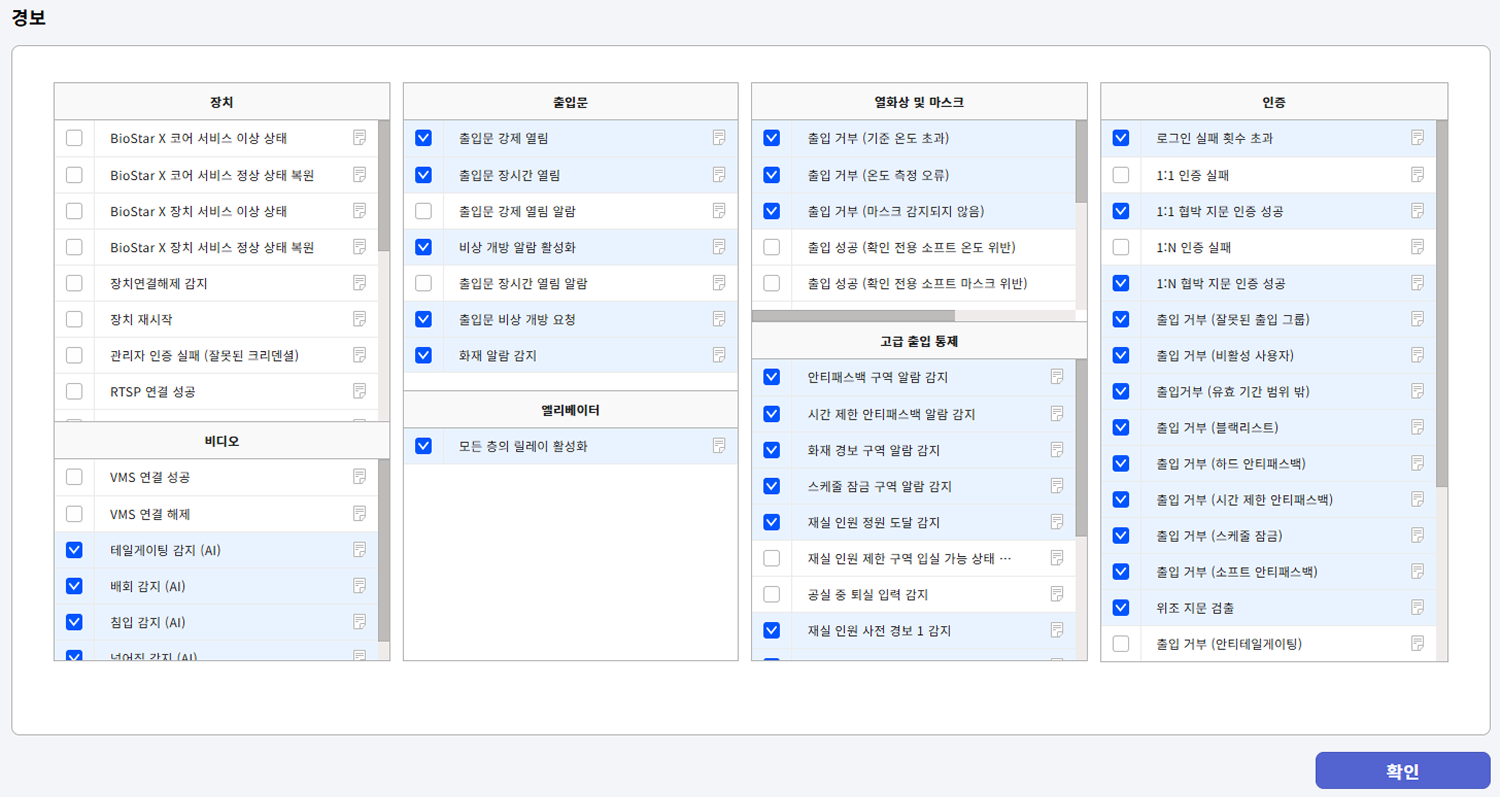 경보
장치
BioStar X 코어 서비스 이상 상태
BioStar X 코어 서비스 정상 상태 복원
BioStar X 장치 서비스 이상 상태
BioStar X 장치 서비스 정상 상태 복원
장치연결해제 감지
장치 재시작
관리자 인증 실패 (잘못된 크리덴셜)
RTSP 연결 성공
비디오
VMS 연결 성공
VMS 연결 해제
테일게이팅 감지 (AI)
배회 감지 (AI)
침입 감지 (AI)
넘어짐 감지 (AI)
출입문
출입문 강제 열림
출입문 장시간 열림
출입문 강제 열림 알람
비상 개방 알람 활성화
출입문 장시간 열림 알람
출입문 비상 개방 요청
화재 알람 감지
엘리베이터
모든 층의 릴레이 활성화
열화상 및 마스크
출입 거부 (기준 온도 초과)
출입 거부 (온도 측정 오류)
출입 거부 (마스크 감지되지 않음)
출입 성공 (확인 전용 소프트 온도 위반)
출입 성공 (확인 전용 소프트 마스크 위반)
고급 출입 통제
안티패스백 구역 알람 감지
시간 제한 안티패스백 알람 감지
화재 경보 구역 알람 감지
스케줄 잠금 구역 알람 감지
재실 인원 정원 도달 감지
재실 인원 제한 구역 입실 가능 상태 ⋯
공실 중 퇴실 입력 감지
재실 인원 사전 경보 1 감지
인증
로그인 실패 횟수 초과
1:1 인증 실패
1:1 협박 지문 인증 성공
1:N 인증 실패
1:N 협박 지문 인증 성공
출입 거부 (잘못된 출입 그룹)
출입 거부 (비활성 사용자)
출입거부 (유효 기간 범위 밖)
출입 거부 (블랙리스트)
출입 거부 (하드 안티패스백)
출입 거부 (시간 제한 안티패스백)
출입 거부 (스케줄 잠금)
출입 거부 (소프트 안티패스백)
위조 지문 검출
출입 거부 (안티테일게이팅)
확인